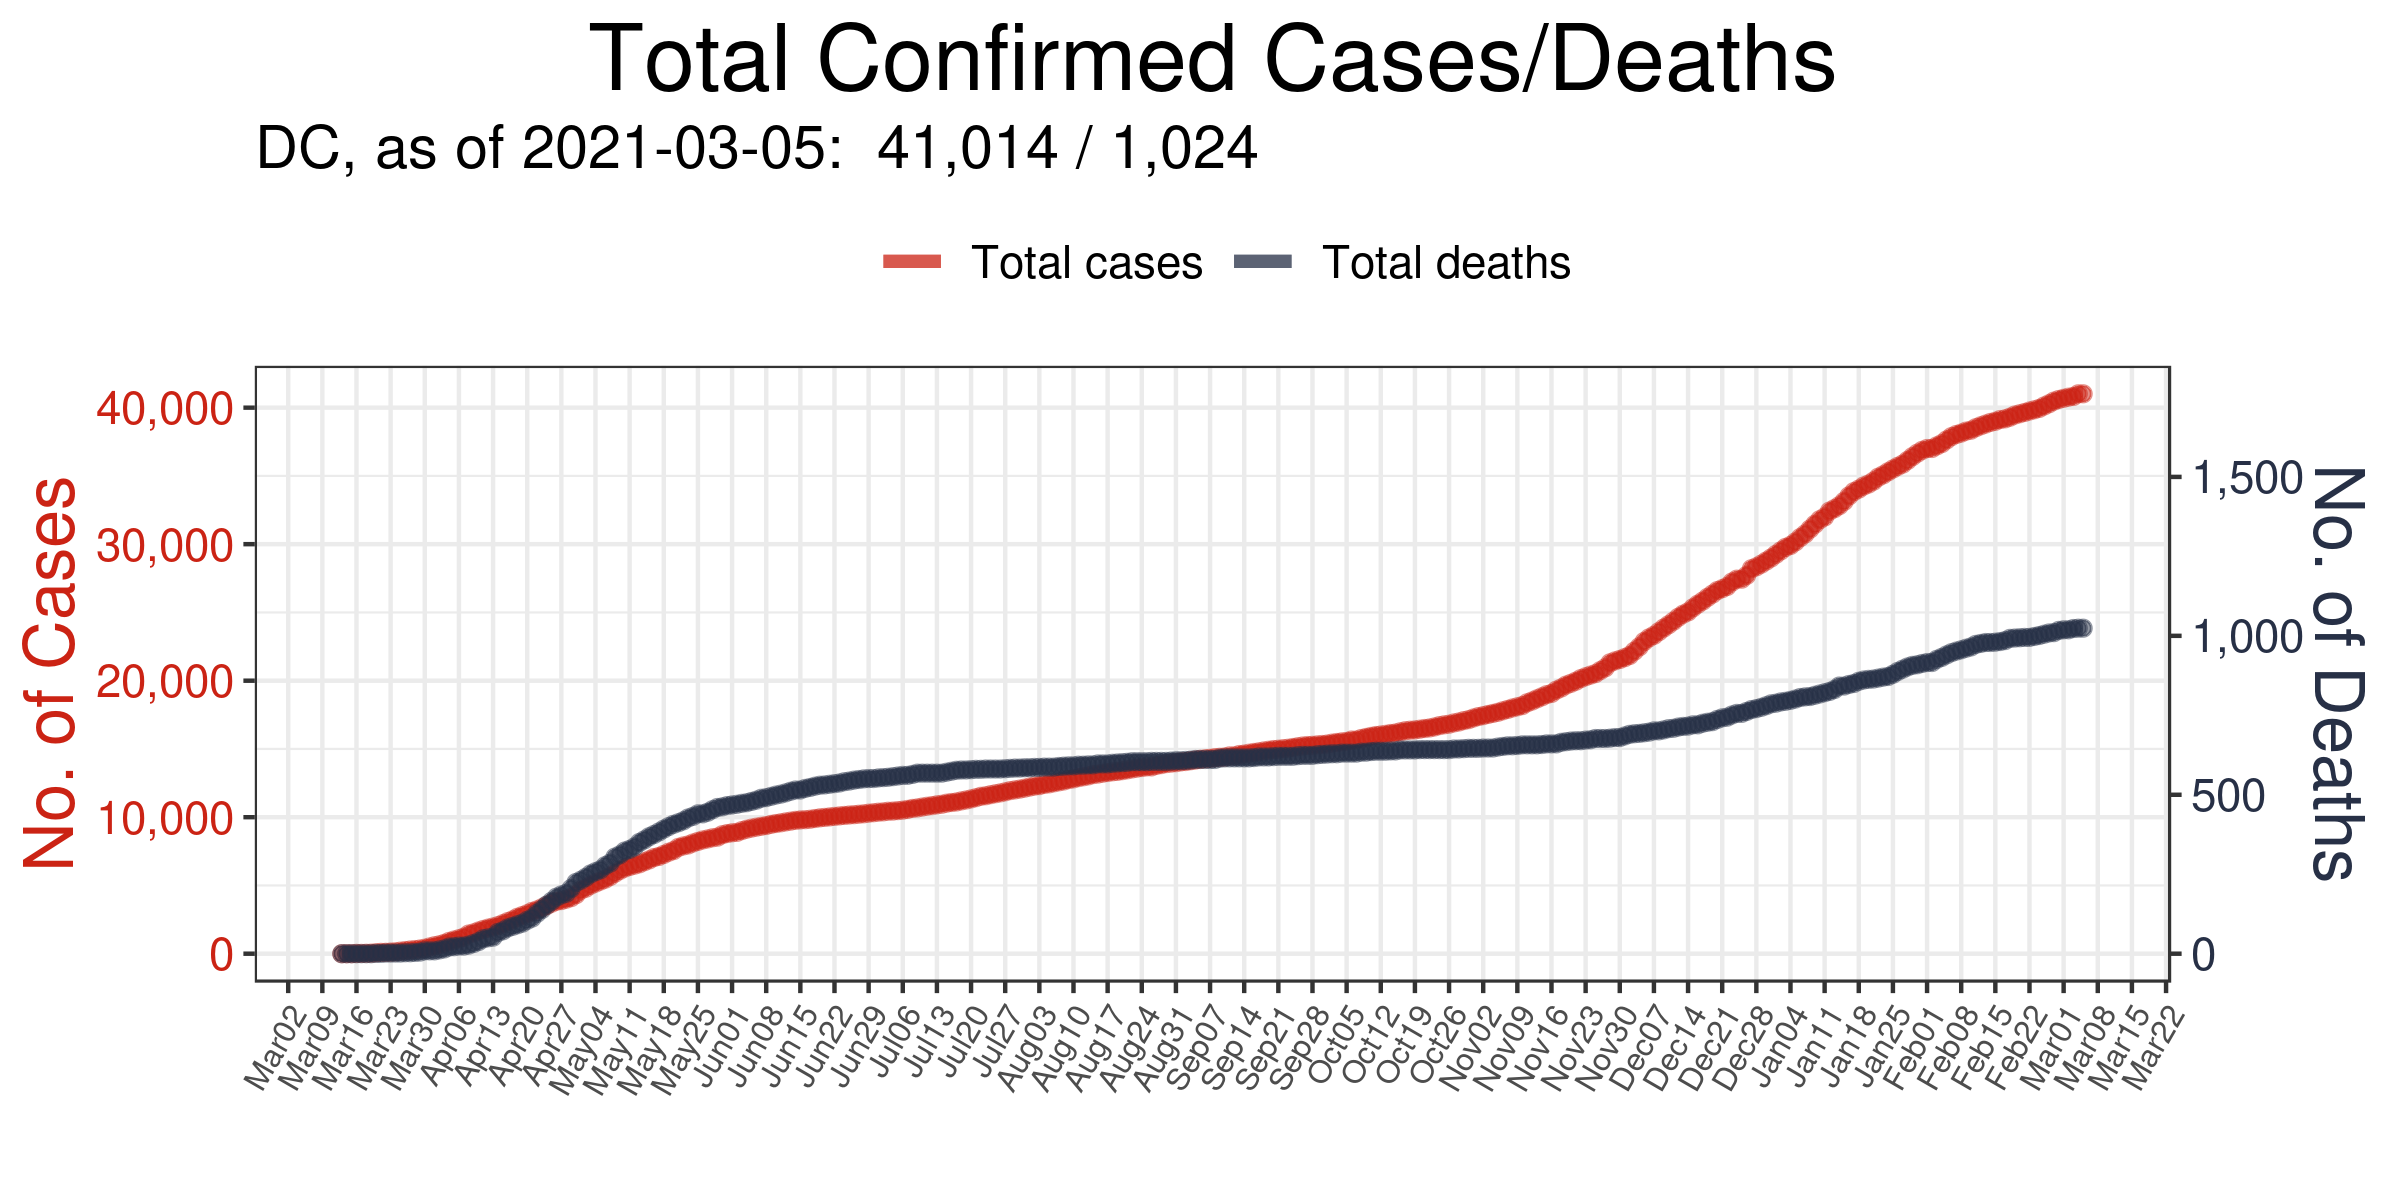 Total Confirmed Cases/Deaths
DC, as of 2021-03-05:  41,014 / 1,024
Total cases
Total deaths
No. of Cases
40,000
30,000
20,000
10,000
0
1,500
1,000
500
0
No. of Deaths
Mar02
Mar09
Mar16
Mar23
Mar30
Apr06
Apr13
Apr20
Apr27
May04
May11
May18
May25
Jun01
Jun08
Jun15
Jun22
Jun29
Jul06
Jul13
Jul20
Jul27
Aug03
Aug10
Aug17
Aug24
Aug31
Sep07
Sep14
Sep21
Sep28
Oct05
Oct12
Oct19
Oct26
Nov02
Nov09
Nov16
Nov23
Nov30
Dec07
Dec14
Dec21
Dec28
Jan04
Jan11
Jan18
Jan25
Feb01
Feb08
Feb15
Feb22
Mar01
Mar08
Mar15
Mar22